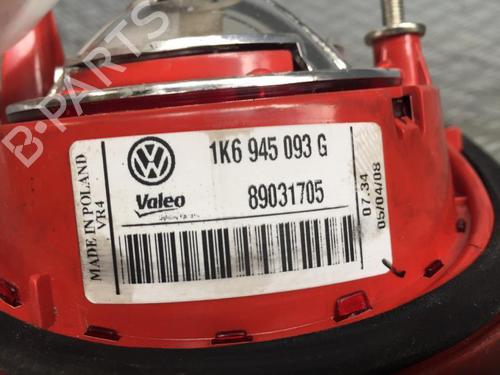 B-PARTS
1K6 945 093 G
Valeo
89031705
MADE IN POLAND
VR4
07.34
05/04/08